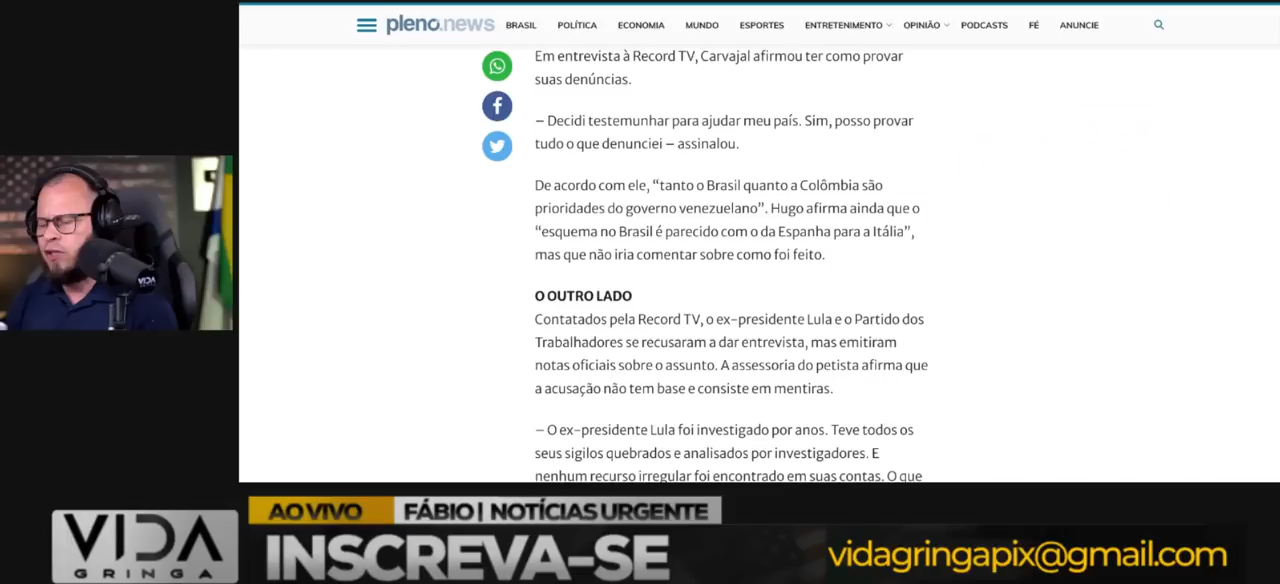 pleno.news BRASIL POLÍTICA ECONOMIA MUNDO ESPORTES ENTRETENIMENTO OPINIÃO PODCASTS FÉ ANUNCIE
Em entrevista à Record TV, Carvajal afirmou ter como provar
suas denúncias.
– Decidi testemunhar para ajudar meu país. Sim, posso provar
tudo o que denunciei – assinalou.
De acordo com ele, “tanto o Brasil quanto a Colômbia são
prioridades do governo venezuelano”. Hugo afirma ainda que o
“esquema no Brasil é parecido com o da Espanha para a Itália”,
mas que não iria comentar sobre como foi feito.
O OUTRO LADO
Contatados pela Record TV, o ex-presidente Lula e o Partido dos
Trabalhadores se recusaram a dar entrevista, mas emitiram
notas oficiais sobre o assunto. A assessoria do petista afirma que
a acusação não tem base e consiste em mentiras.
– O ex-presidente Lula foi investigado por anos. Teve todos os
seus sigilos quebrados e analisados por investigadores. E
nenhum recurso irregular foi encontrado em suas contas. O que
VIDA
AO VIVO FÁBIO | NOTÍCIAS URGENTE
VIDA
GRINGA
INSCREVA-SE
vidagringapix@gmail.com